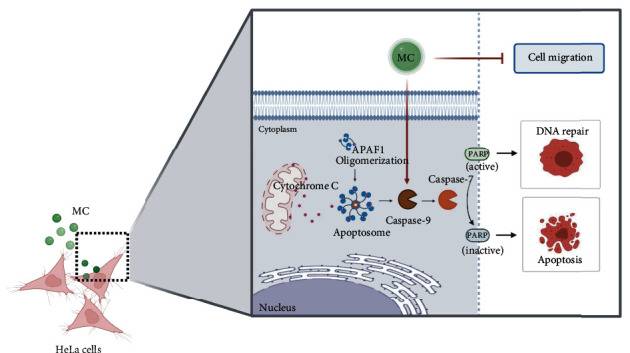 MC
Cell migration
Cytoplasm
APAF1
Oligomerization
Cytochrome C
Apoptosome
Caspase-9
Caspase-7
PARP
(active)
PARP
(inactive)
DNA repair
Apoptosis
Nucleus
MC
HeLa cells